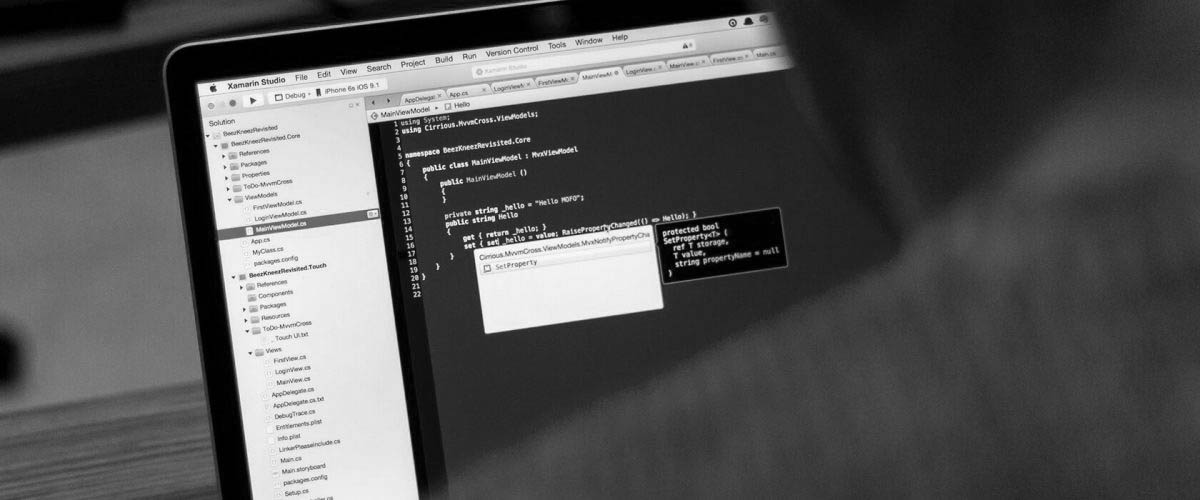 Xamarin Studio File Edit View Search Project Build Run Version Control Tools Window Help
Debug iPhone 6s iOS 9.1
Xamarin Studio
Solution
BeezKneezRevisited
BeezKneezRevisited.Core
References
Packages
Properties
ToDo-MvvmCross
ViewModels
FirstViewModel.cs
LoginViewModel.cs
MainViewModel.cs
App.cs
MyClass.cs
packages.config
BeezKneezRevisited.Touch
References
Components
Packages
Resources
ToDo-MvvmCross
Touch UI.txt
Views
FirstView.cs
LoginView.cs
MainView.cs
AppDelegate.cs
AppDelegate.cs.txt
DebugTrace.cs
Entitlements.plist
Info.plist
LinkerPleaseInclude.cs
Main.cs
Main.storyboard
packages.config
Setup.cs
AppDelegat App.cs LoginViewM FirstViewMo MainViewM LoginView. MainView.c FirstView.cs Main.cs
MainViewModel Hello
1 using System;
2 using Cirrious.MvvmCross.ViewModels;
3
4
5 namespace BeezKneezRevisited.Core
6 {
7 public class MainViewModel : MvxViewModel
8 {
9 public MainViewModel ()
10 {
11 }
12
13 private string _hello = "Hello MOFO";
14 public string Hello
15 {
16 get { return _hello; }
17 set { set _hello = value; RaisePropertyChanged(() => Hello); }
18 }
19 }
20 }
21
22
Cirrious.MvvmCross.ViewModels.MvxNotifyPropertyCha
SetProperty
protected bool
SetProperty<T> (
ref T storage,
T value,
string propertyName = null
)